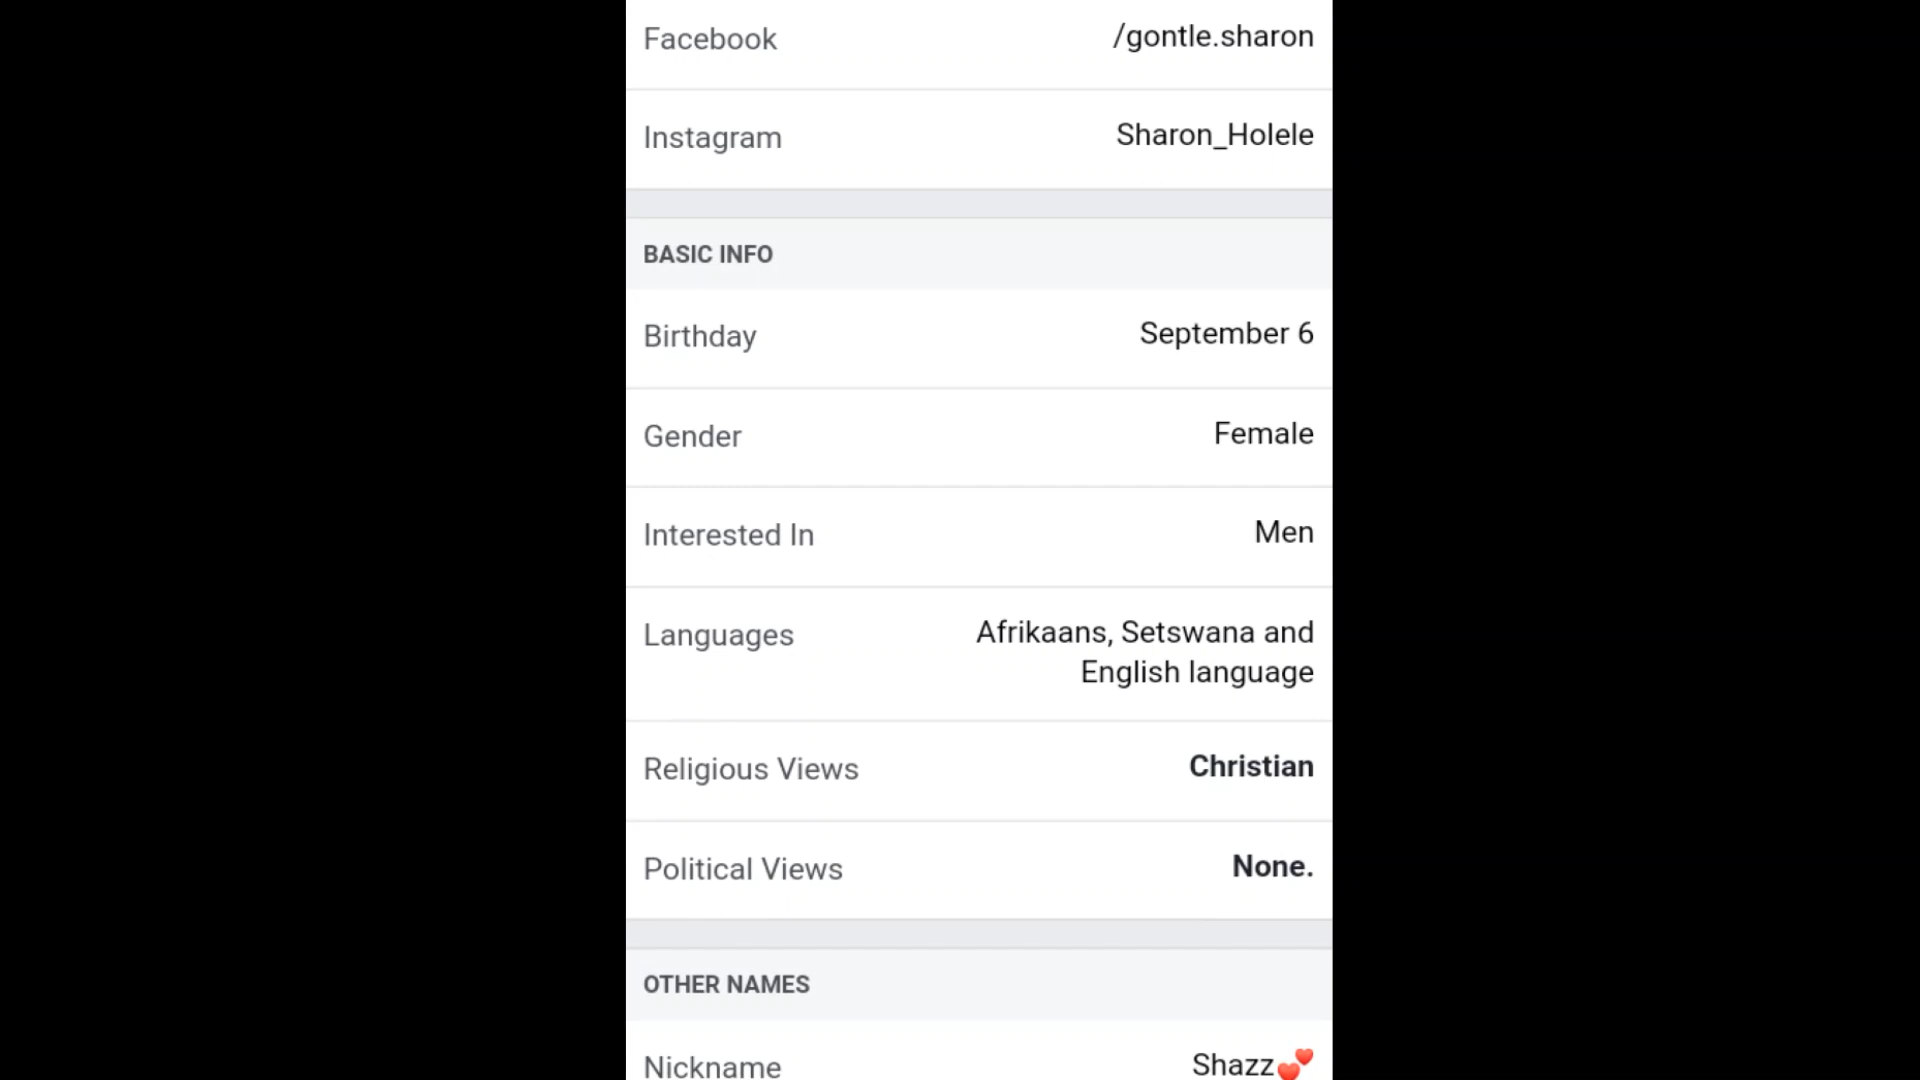 Facebook /gontle.sharon
Instagram Sharon_Holele
BASIC INFO
Birthday September 6
Gender Female
Interested In Men
Languages Afrikaans, Setswana and
English language
Religious Views Christian
Political Views None.
OTHER NAMES
Nickname Shazz💕